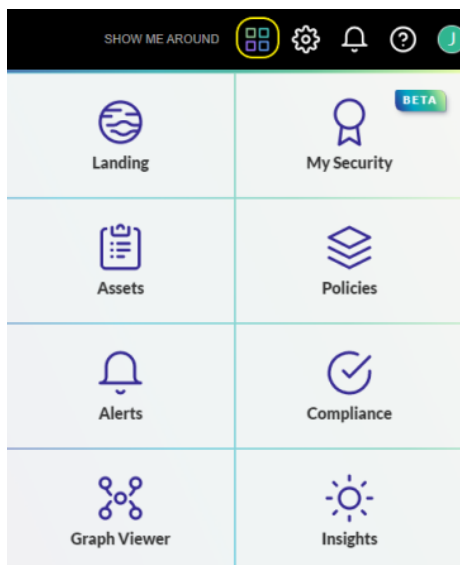 SHOW ME AROUND
J
BETA
Landing
My Security
Assets
Policies
Alerts
Compliance
Graph Viewer
Insights